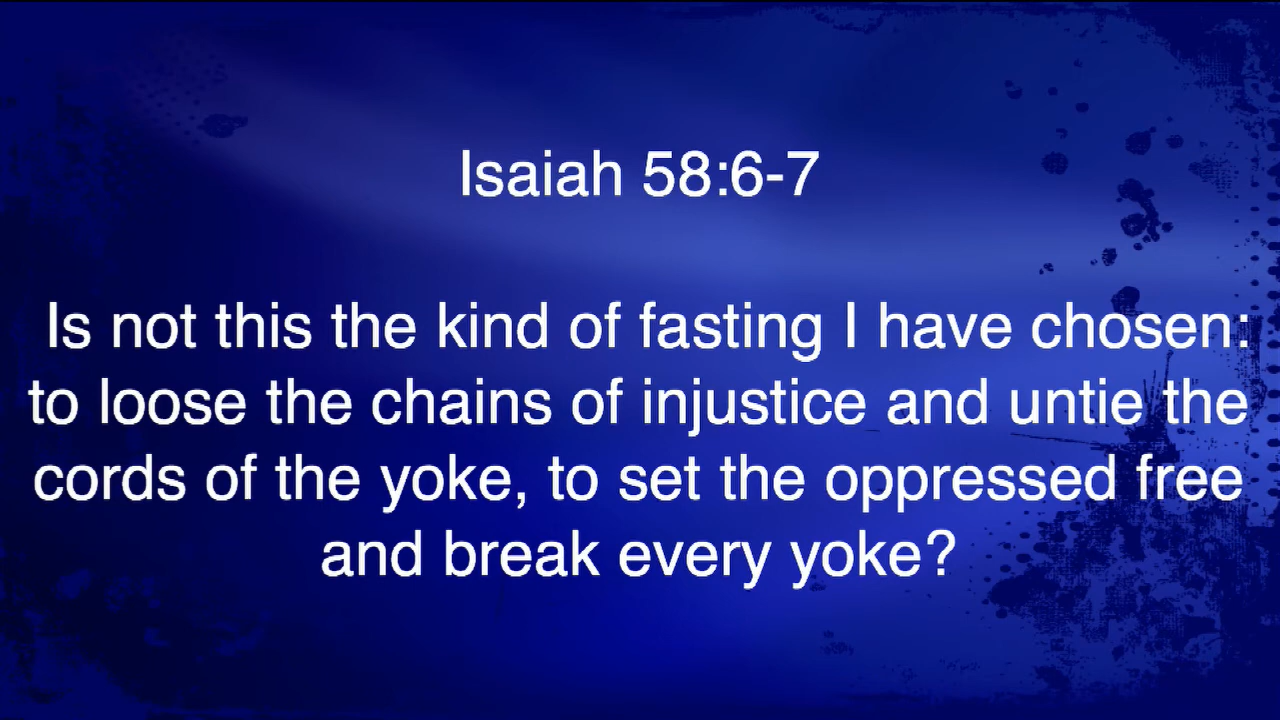 Isaiah 58:6-7
Is not this the kind of fasting I have chosen:
to loose the chains of injustice and untie the
cords of the yoke, to set the oppressed free
and break every yoke?